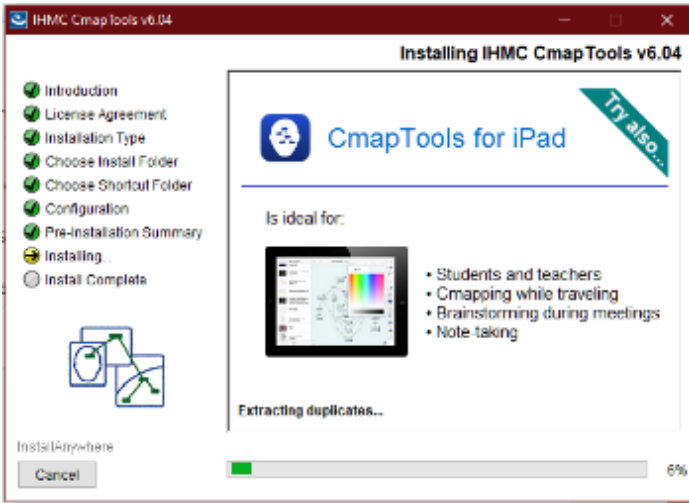 IHMC CmapTools v6.04
Installing IHMC CmapTools v6.04
Introduction
License Agreement
Installation Type
Choose Install Folder
Choose Shortcut Folder
Configuration
Pre-Installation Summary
Installing...
Install Complete
Try also...
CmapTools for iPad
Is ideal for:
• Students and teachers
• Cmapping while traveling
• Brainstorming during meetings
• Note-taking
Extracting duplicates...
InstallAnywhere
Cancel
6%